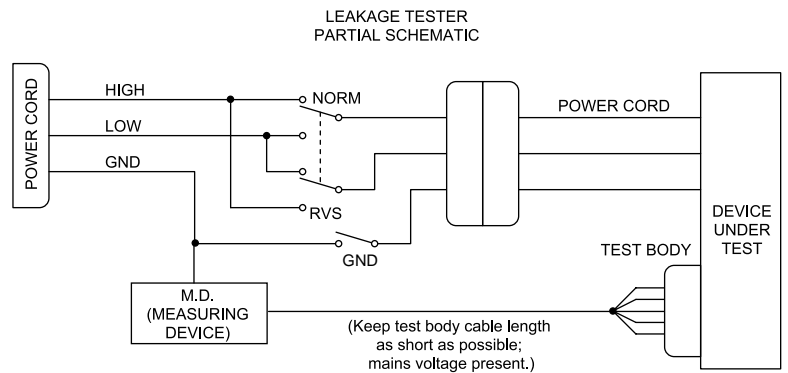 LEAKAGE TESTER
PARTIAL SCHEMATIC
POWER CORD
HIGH
LOW
GND
NORM
RVS
GND
POWER CORD
DEVICE
UNDER
TEST
TEST BODY
M.D.
(MEASURING
DEVICE)
(Keep test body cable length
as short as possible;
mains voltage present.)